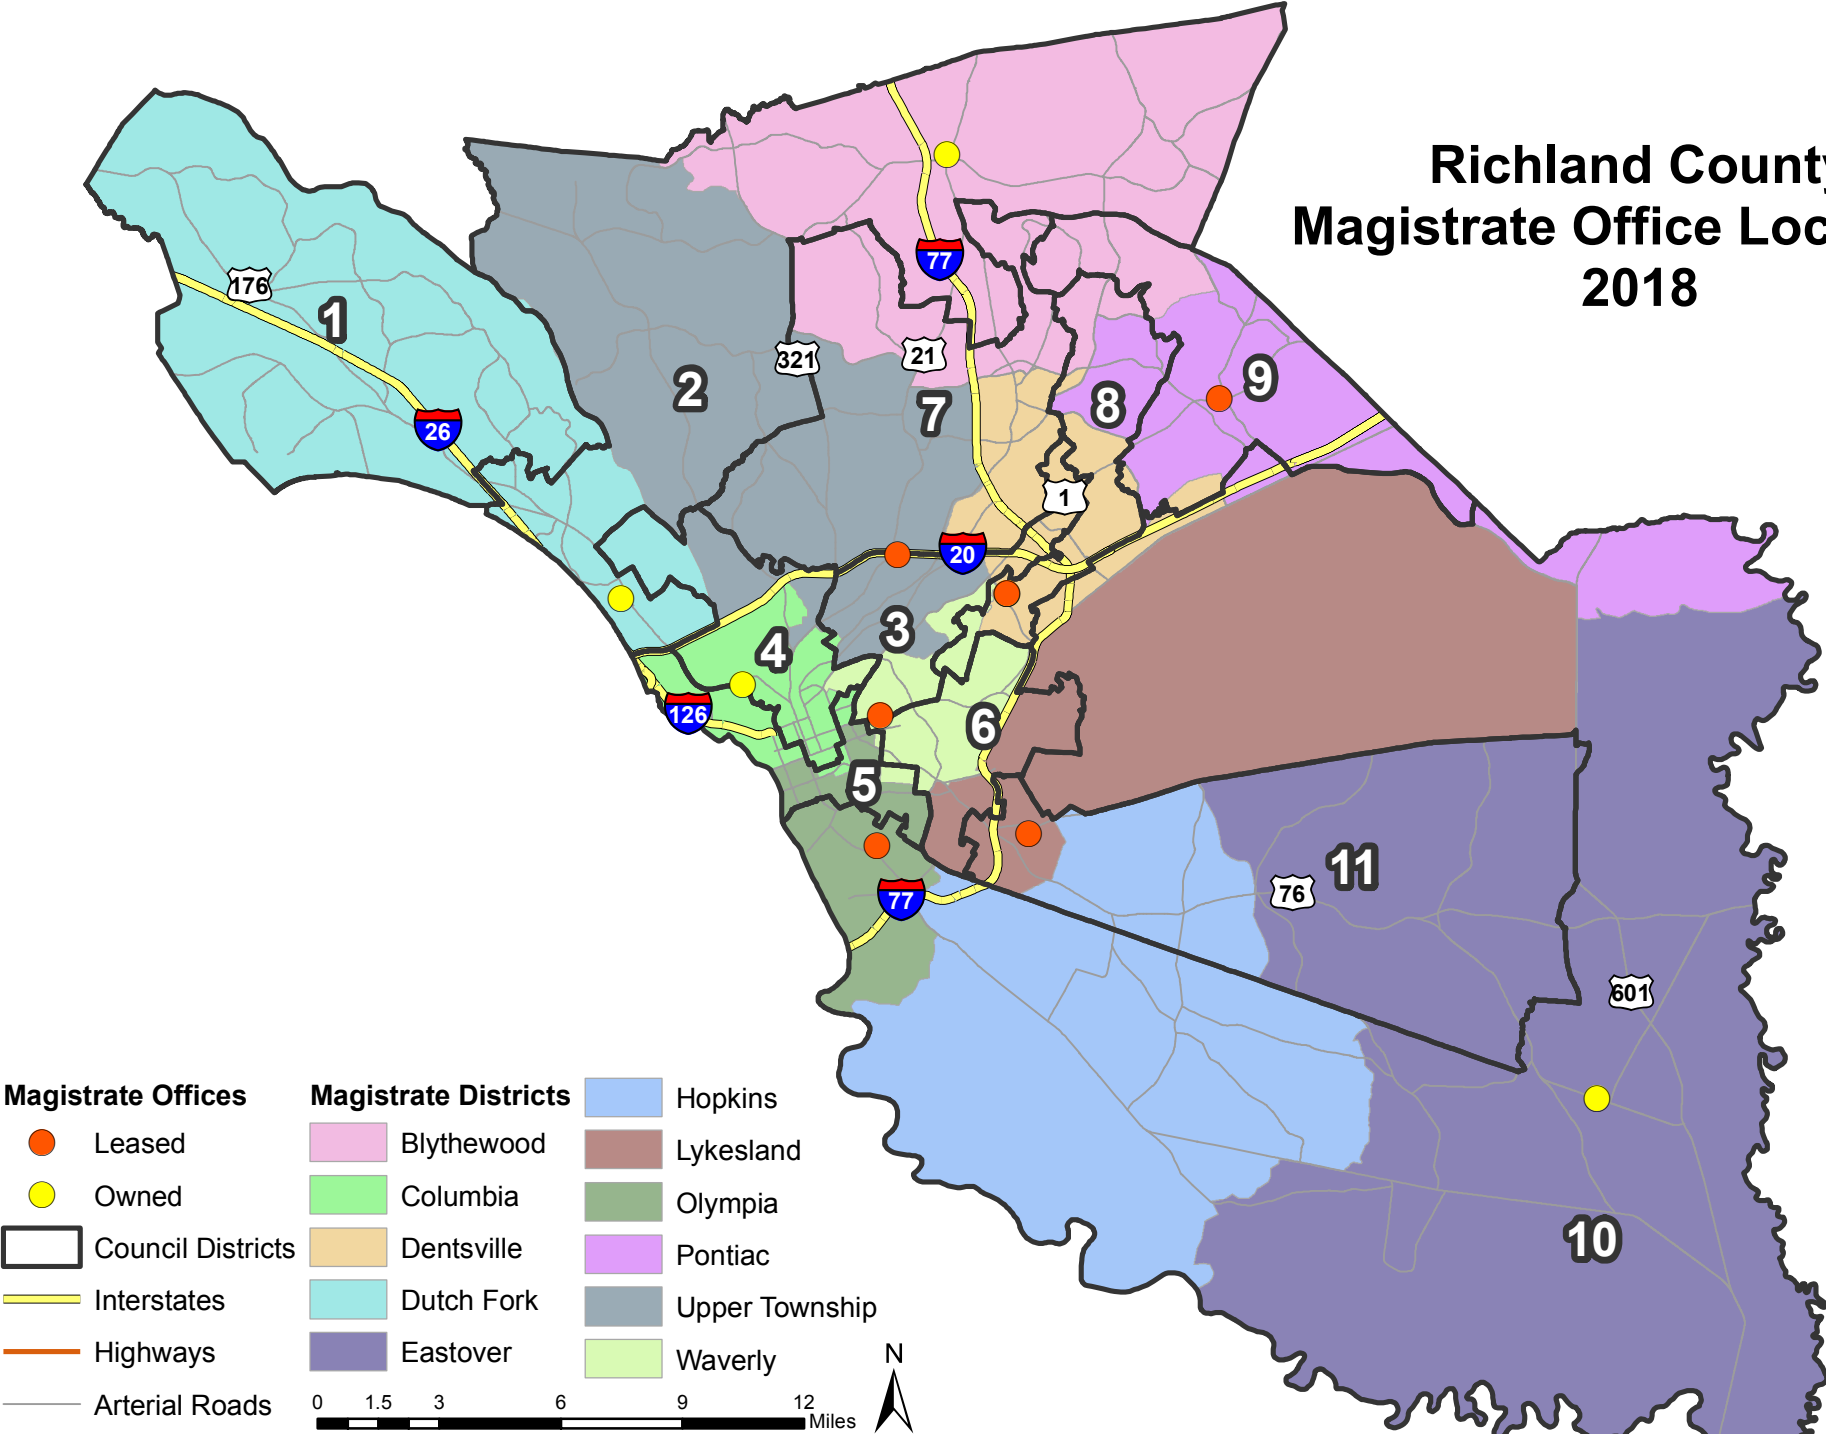 Richland County
Magistrate Office Loc
2018
77
176
1
9
321
21
2
8
7
26
1
20
3
4
126
6
5
11
76
77
601
10
Magistrate Offices
Leased
Owned
Council Districts
Interstates
Highways
Arterial Roads
Magistrate Districts
Blythewood
Columbia
Dentsville
Dutch Fork
Eastover
Hopkins
Lykesland
Olympia
Pontiac
Upper Township
Waverly
0 1.5 3 6 9 12
Miles
N